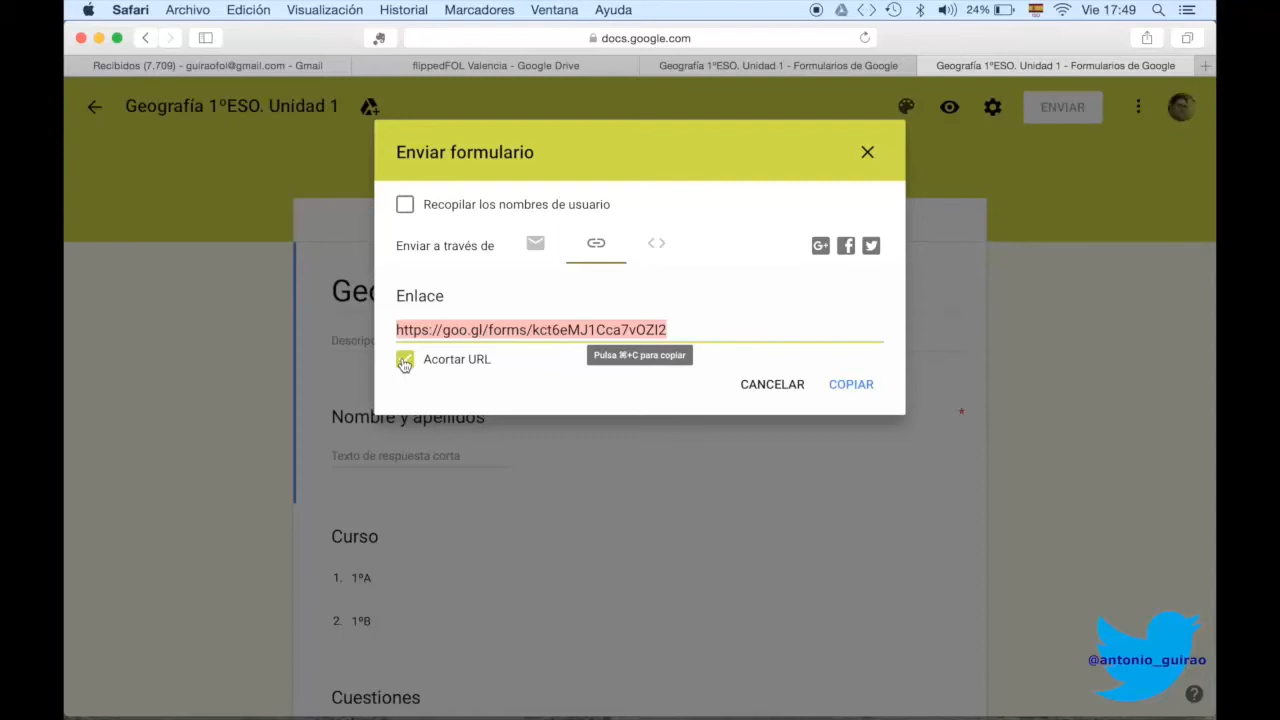 Safari Archivo Edición Visualización Historial Marcadores Ventana Ayuda 24% Vie 17:49
docs.google.com
Recibidos (7.709) - guiraofol@gmail.com - Gmail flippedFOL Valencia - Google Drive Geografía 1ºESO. Unidad 1 - Formularios de Google Geografía 1ºESO. Unidad 1 - Formularios de Google
Geografía 1ºESO. Unidad 1 ENVIAR
Enviar formulario
Recopilar los nombres de usuario
Enviar a través de
G+
Geo
Enlace
https://goo.gl/forms/kct6eMJ1Cca7vOZI2
Descripc
Pulsa ⌘+C para copiar
Acortar URL
CANCELAR COPIAR
Nombre y apellidos *
Texto de respuesta corta
Curso
1. 1ºA
2. 1ºB
@antonio_guirao
Cuestiones